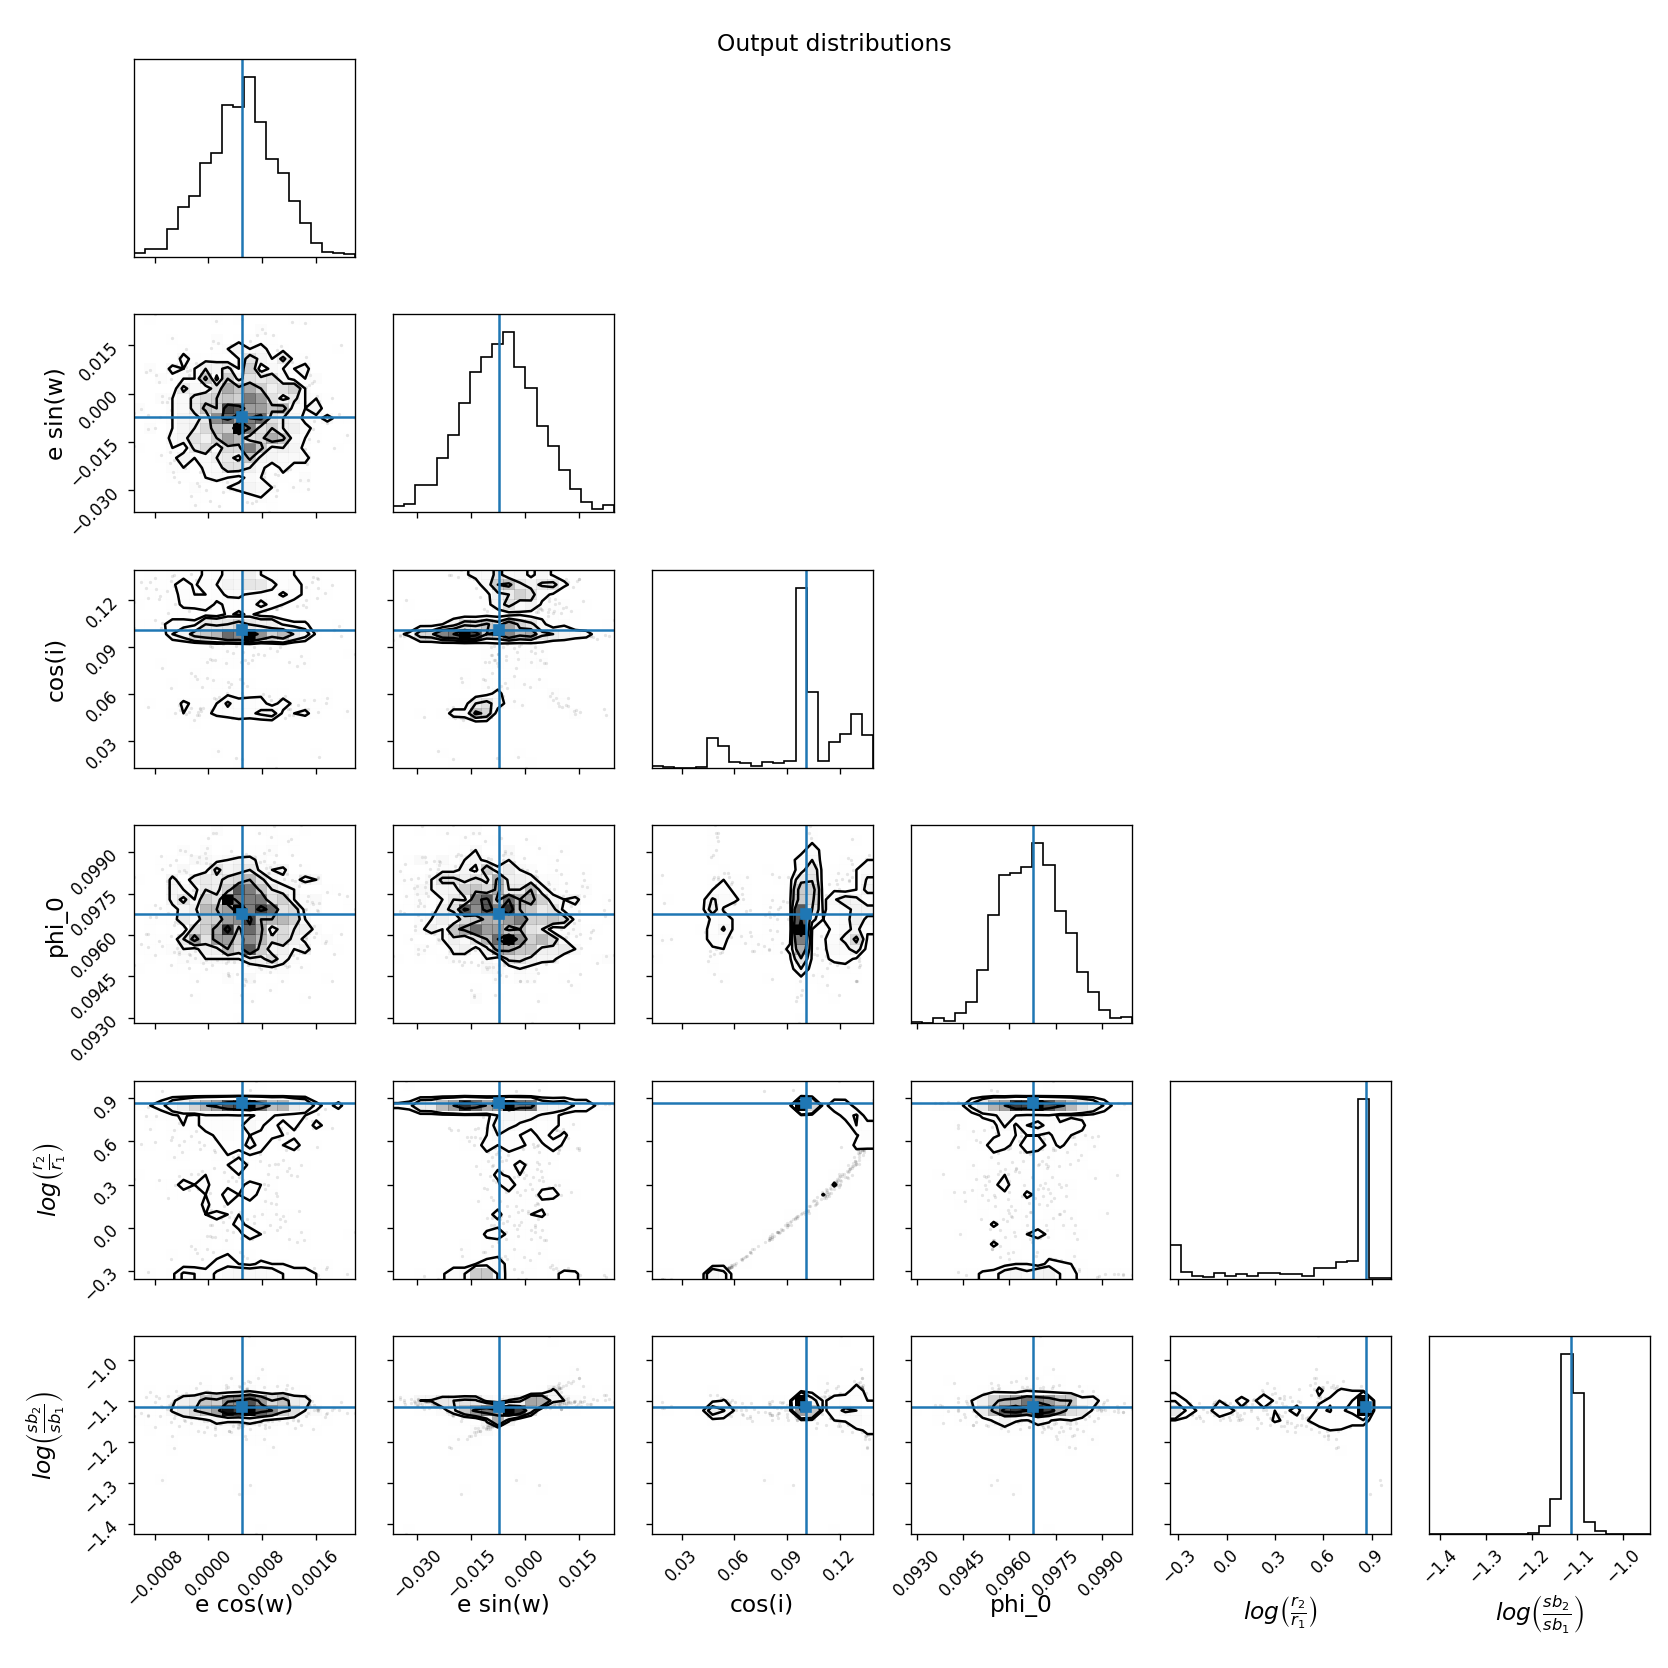 Output distributions
e sin(w)
0.015
0.000
−0.015
−0.030
cos(i)
0.12
0.09
0.06
0.03
phi_0
0.0990
0.0975
0.0960
0.0945
0.0930
log(r₂/r₁)
0.9
0.6
0.3
0.0
−0.3
log(sb₂/sb₁)
−1.0
−1.1
−1.2
−1.3
−1.4
−0.0008 0.0000 0.0008 0.0016
−0.030 −0.015 0.000 0.015
0.03 0.06 0.09 0.12
0.0930 0.0945 0.0960 0.0975 0.0990
−0.3 0.0 0.3 0.6 0.9
−1.4 −1.3 −1.2 −1.1 −1.0
e cos(w) e sin(w) cos(i) phi_0 log(r₂/r₁) log(sb₂/sb₁)